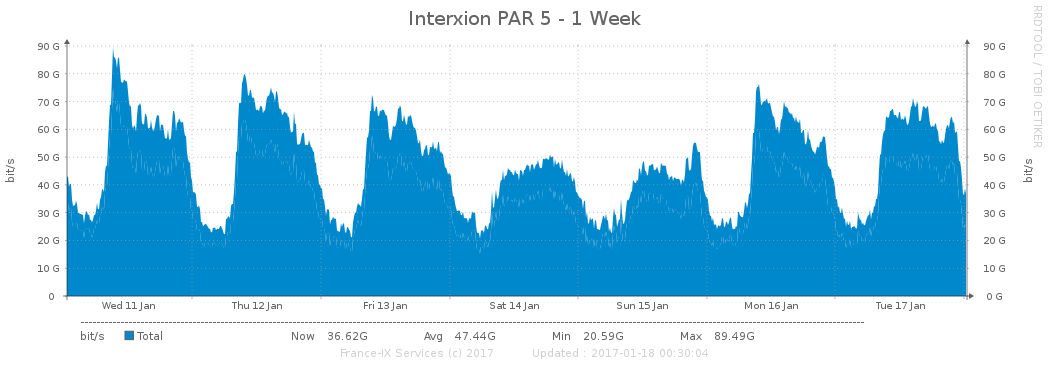 Interxion PAR 5 - 1 Week
RRDTOOL / TOBI OETIKER
bit/s
90 G 90 G
80 G 80 G
70 G 70 G
60 G 60 G
50 G 50 G
40 G 40 G
30 G 30 G
20 G 20 G
10 G 10 G
0 0 G
bit/s
Wed 11 Jan Thu 12 Jan Fri 13 Jan Sat 14 Jan Sun 15 Jan Mon 16 Jan Tue 17 Jan
bit/s Total Now 36.62G Avg 47.44G Min 20.59G Max 89.49G
France-IX Services (c) 2017 Updated : 2017-01-18 00:30:04